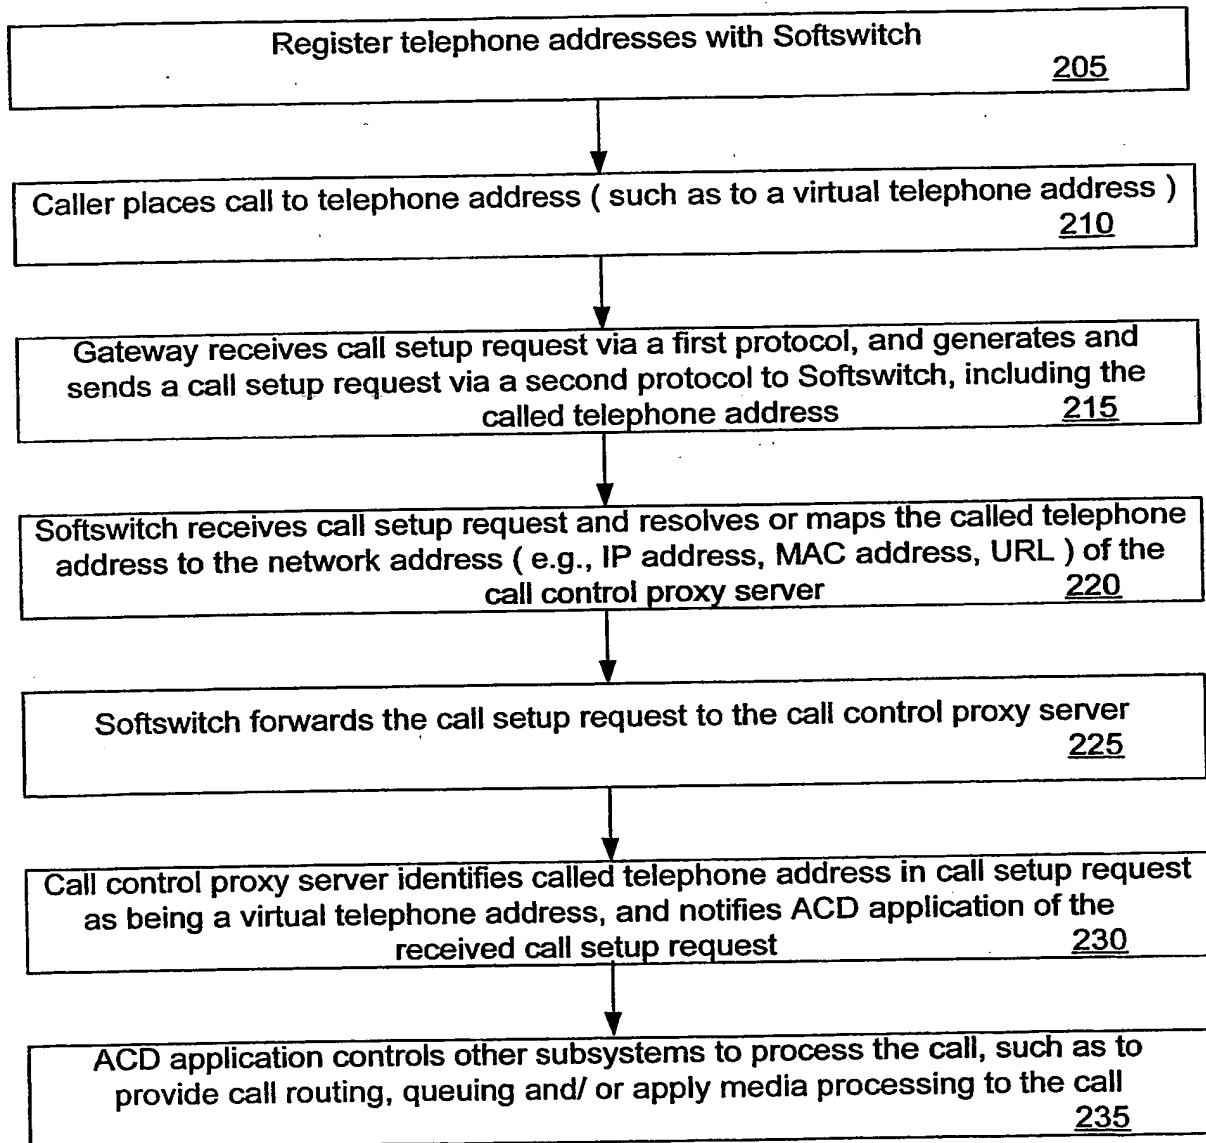 Register telephone addresses with Softswitch
205
Caller places call to telephone address ( such as to a virtual telephone address )
210
Gateway receives call setup request via a first protocol, and generates and
sends a call setup request via a second protocol to Softswitch, including the
called telephone address
215
Softswitch receives call setup request and resolves or maps the called telephone
address to the network address ( e.g., IP address, MAC address, URL ) of the
call control proxy server
220
Softswitch forwards the call setup request to the call control proxy server
225
Call control proxy server identifies called telephone address in call setup request
as being a virtual telephone address, and notifies ACD application of the
received call setup request
230
ACD application controls other subsystems to process the call, such as to
provide call routing, queuing and/ or apply media processing to the call
235